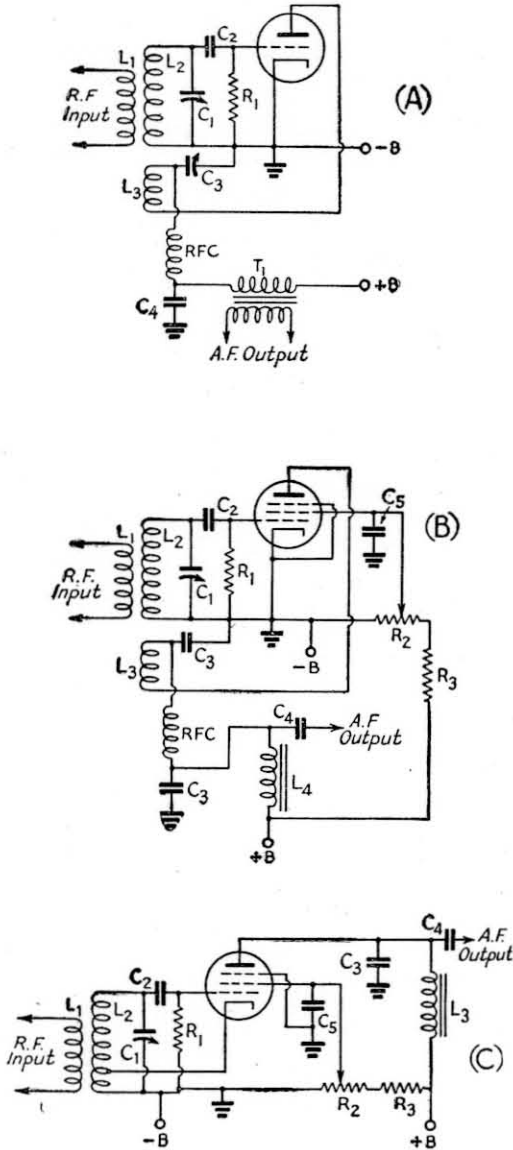 C2
L1
L2
R.F.
Input
C1
R1
(A)
-B
C3
L3
RFC
T1
+B
C4
A.F. Output
C2
C5
(B)
L1
L2
R.F.
Input
C1
R1
R2
-B
C3
L3
R3
C4
A.F.
Output
RFC
C3
L4
+B
C4
A.F.
Output
C2
C3
L1
L2
L3
R.F.
Input
C1
R1
C5
(C)
R2
R3
-B
+B